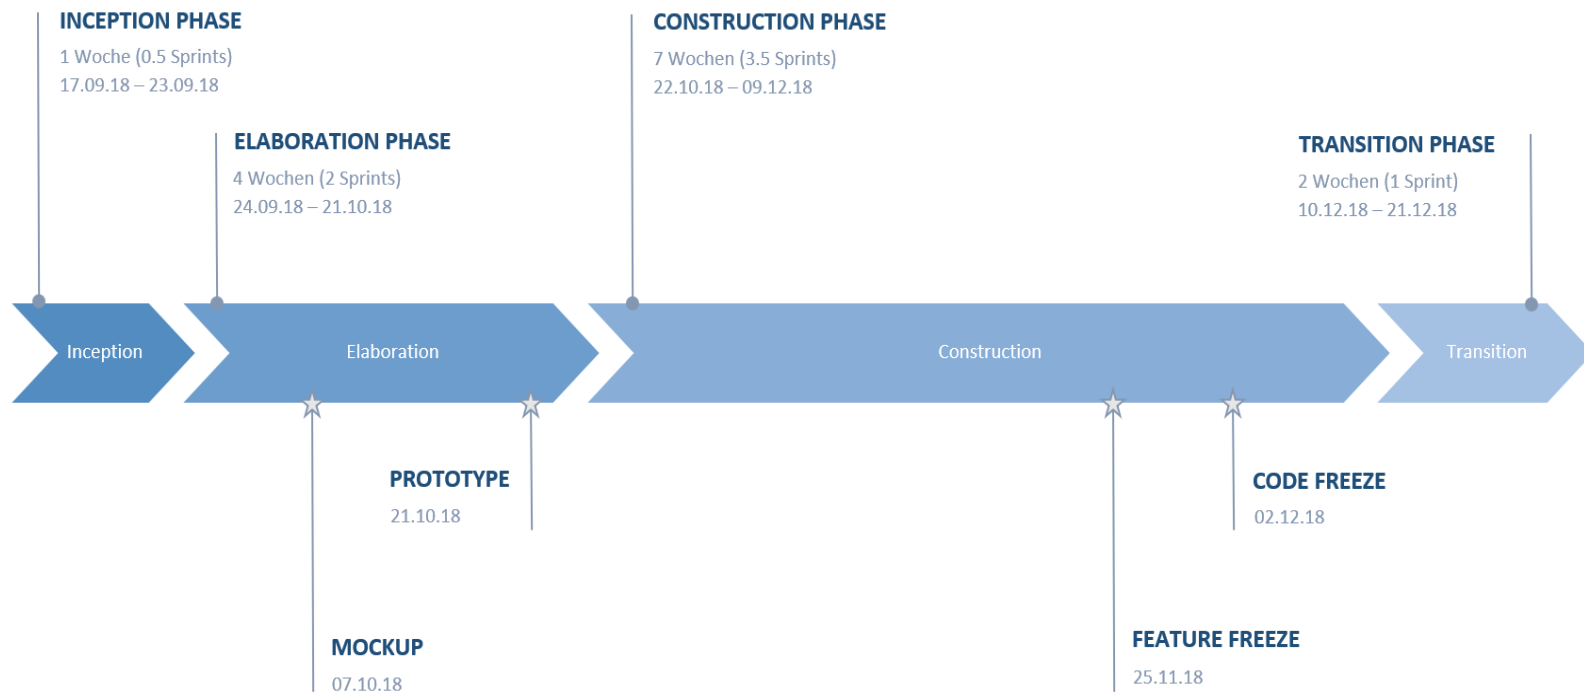 INCEPTION PHASE
1 Woche (0.5 Sprints)
17.09.18 – 23.09.18
CONSTRUCTION PHASE
7 Wochen (3.5 Sprints)
22.10.18 – 09.12.18
ELABORATION PHASE
4 Wochen (2 Sprints)
24.09.18 – 21.10.18
TRANSITION PHASE
2 Wochen (1 Sprint)
10.12.18 – 21.12.18
Inception
Elaboration
Construction
Transition
PROTOTYPE
21.10.18
CODE FREEZE
02.12.18
MOCKUP
07.10.18
FEATURE FREEZE
25.11.18